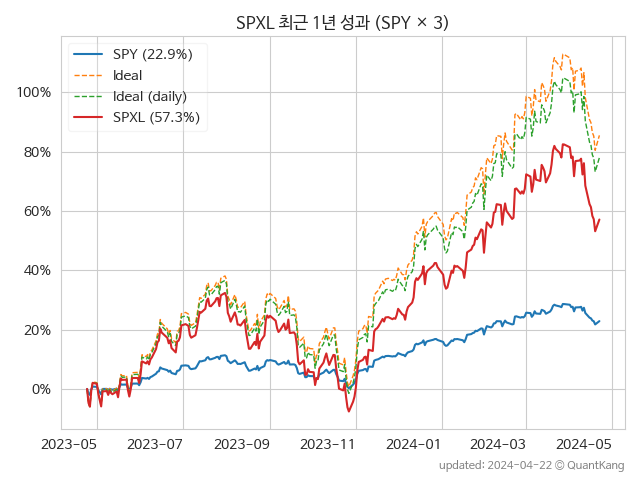 SPXL 최근 1년 성과 (SPY × 3)
SPY (22.9%)
Ideal
Ideal (daily)
SPXL (57.3%)
100%
80%
60%
40%
20%
0%
2023-05 2023-07 2023-09 2023-11 2024-01 2024-03 2024-05
updated: 2024-04-22 © QuantKang